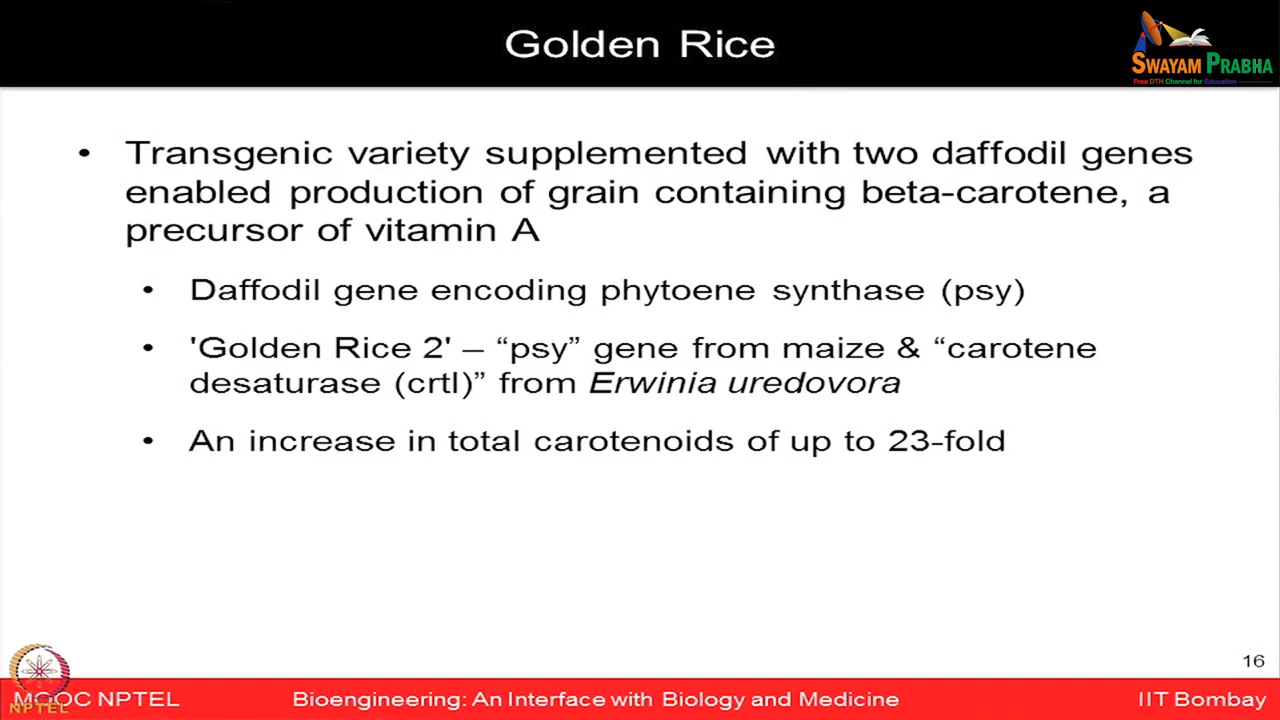 Golden Rice
SWAYAM PRABHA
Free DTH Channel for Education
• Transgenic variety supplemented with two daffodil genes
enabled production of grain containing beta-carotene, a
precursor of vitamin A
• Daffodil gene encoding phytoene synthase (psy)
• 'Golden Rice 2' – “psy” gene from maize & “carotene
desaturase (crtl)” from Erwinia uredovora
• An increase in total carotenoids of up to 23-fold
16
MOOC NPTEL Bioengineering: An Interface with Biology and Medicine IIT Bombay
NPTEL